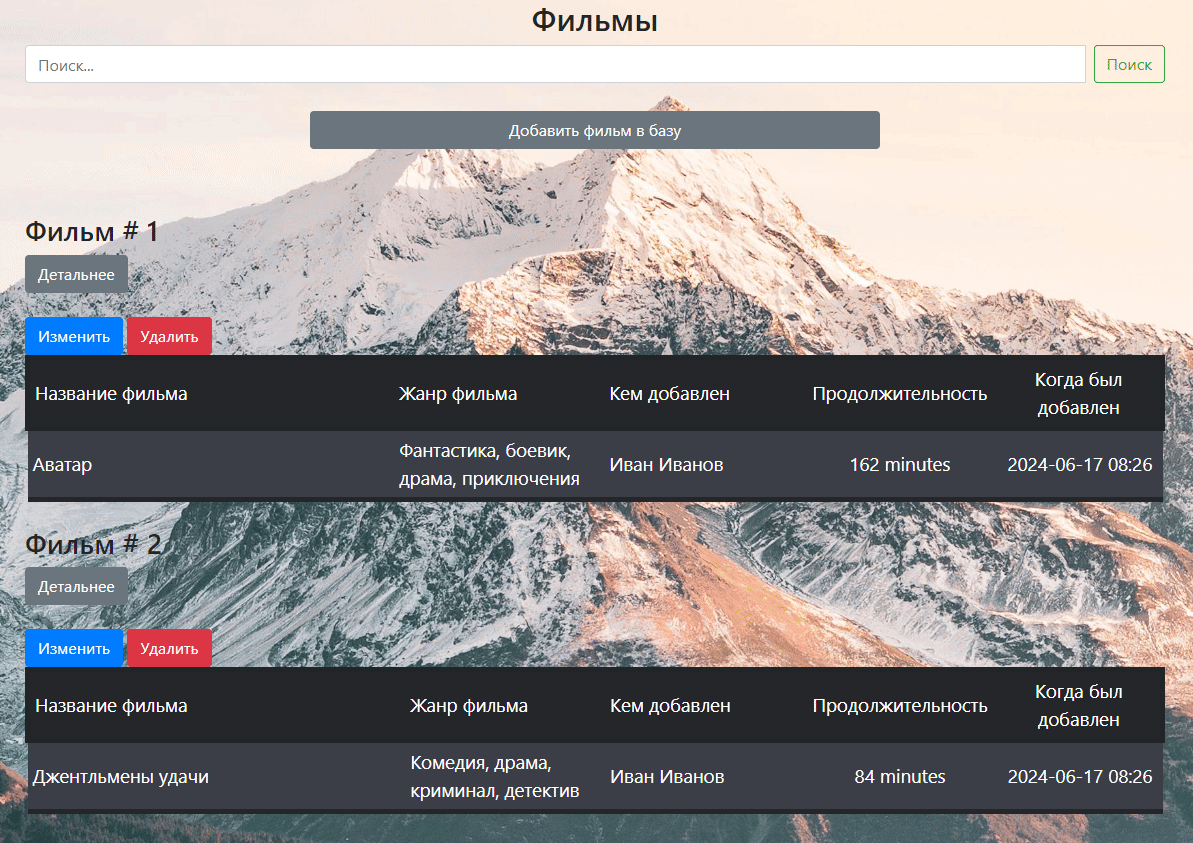 Фильмы
Поиск...
Поиск
Добавить фильм в базу
Фильм # 1
Детальнее
Изменить Удалить
Название фильма Жанр фильма Кем добавлен Продолжительность Когда был добавлен
Аватар Фантастика, боевик, драма, приключения Иван Иванов 162 minutes 2024-06-17 08:26
Фильм # 2
Детальнее
Изменить Удалить
Название фильма Жанр фильма Кем добавлен Продолжительность Когда был добавлен
Джентльмены удачи Комедия, драма, криминал, детектив Иван Иванов 84 minutes 2024-06-17 08:26